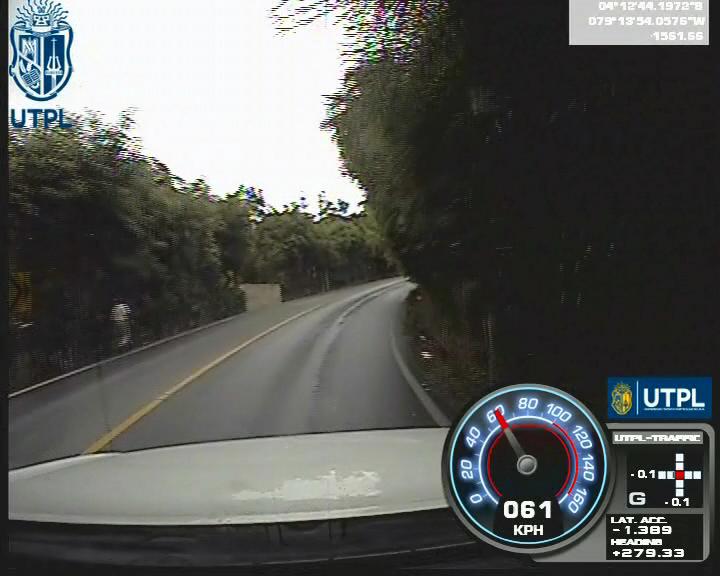 04°12'44.1972"S
079°13'54.0576"W
1561.66
UTPL
UTPL
UTPL-TRAFFIC
0
20
40
60
80
100
120
140
160
061
KPH
-0.1
G
-0.1
LAT. ACC.
-1.389
HEADING
+279.33